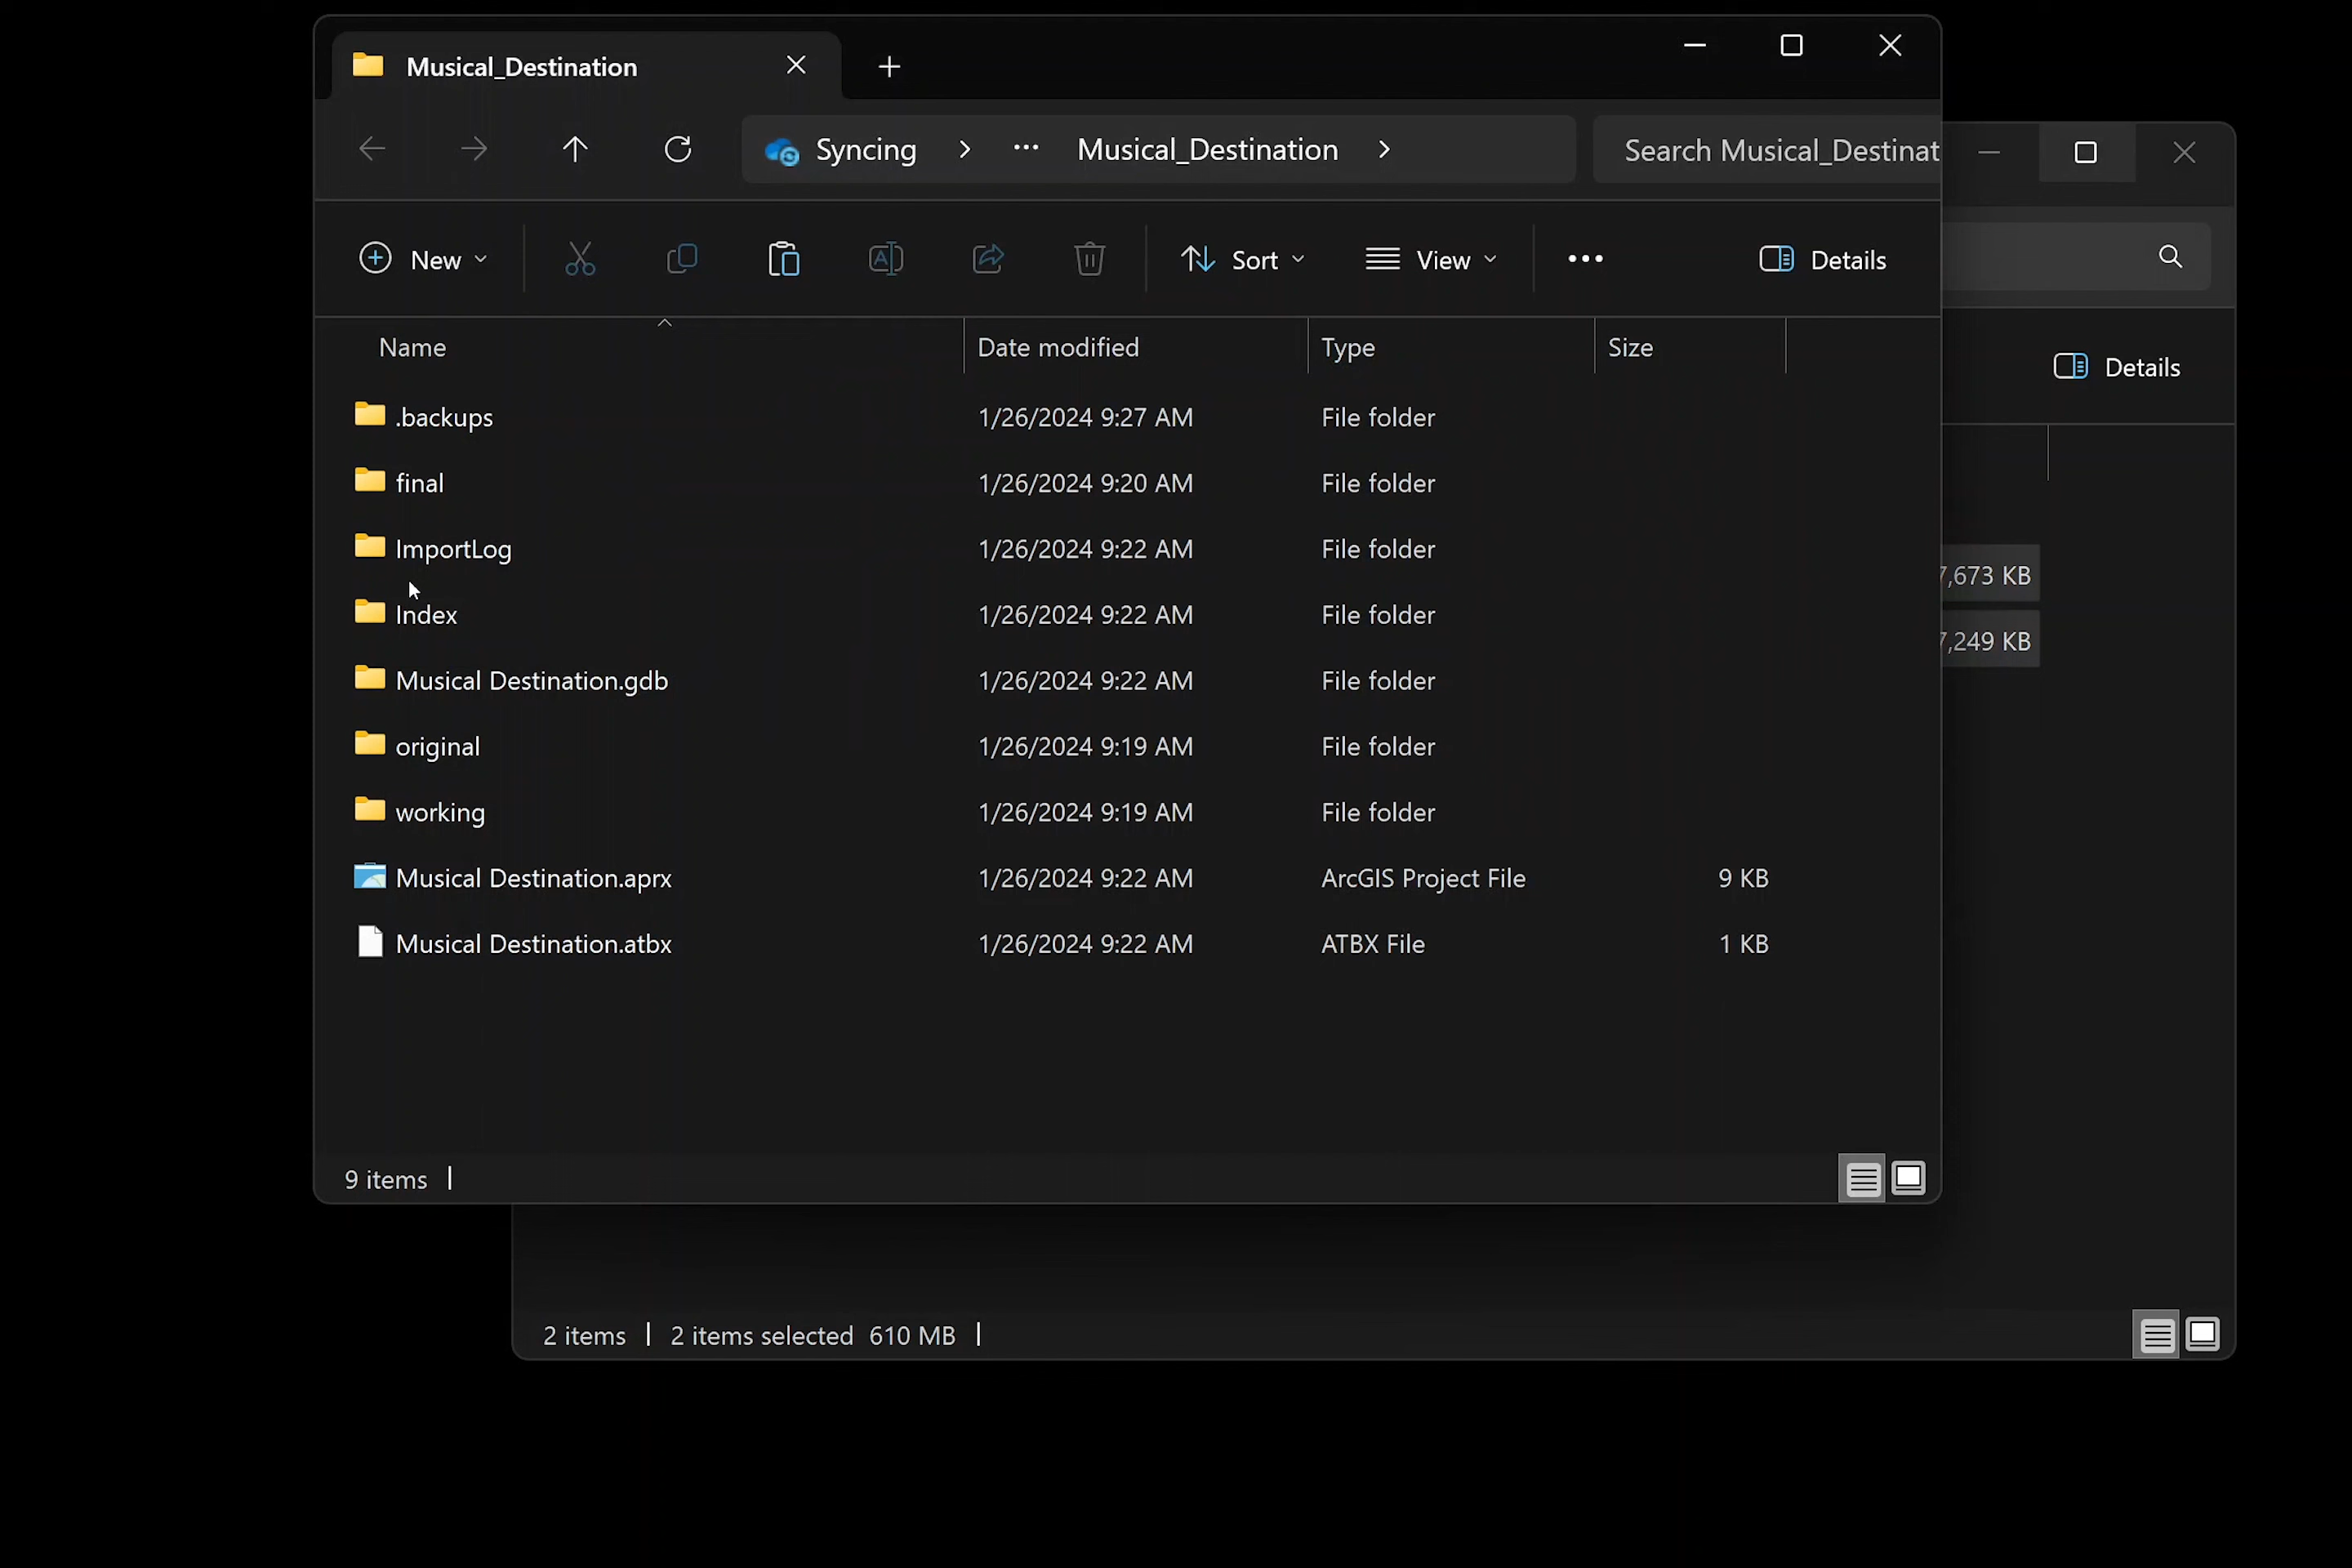 Musical_Destination
Syncing Musical_Destination Search Musical_Destinat
New Sort View Details
Details
Name Date modified Type Size
.backups 1/26/2024 9:27 AM File folder
final 1/26/2024 9:20 AM File folder
ImportLog 1/26/2024 9:22 AM File folder
7,673 KB
Index 1/26/2024 9:22 AM File folder
7,249 KB
Musical Destination.gdb 1/26/2024 9:22 AM File folder
original 1/26/2024 9:19 AM File folder
working 1/26/2024 9:19 AM File folder
Musical Destination.aprx 1/26/2024 9:22 AM ArcGIS Project File 9 KB
Musical Destination.atbx 1/26/2024 9:22 AM ATBX File 1 KB
9 items
2 items 2 items selected 610 MB